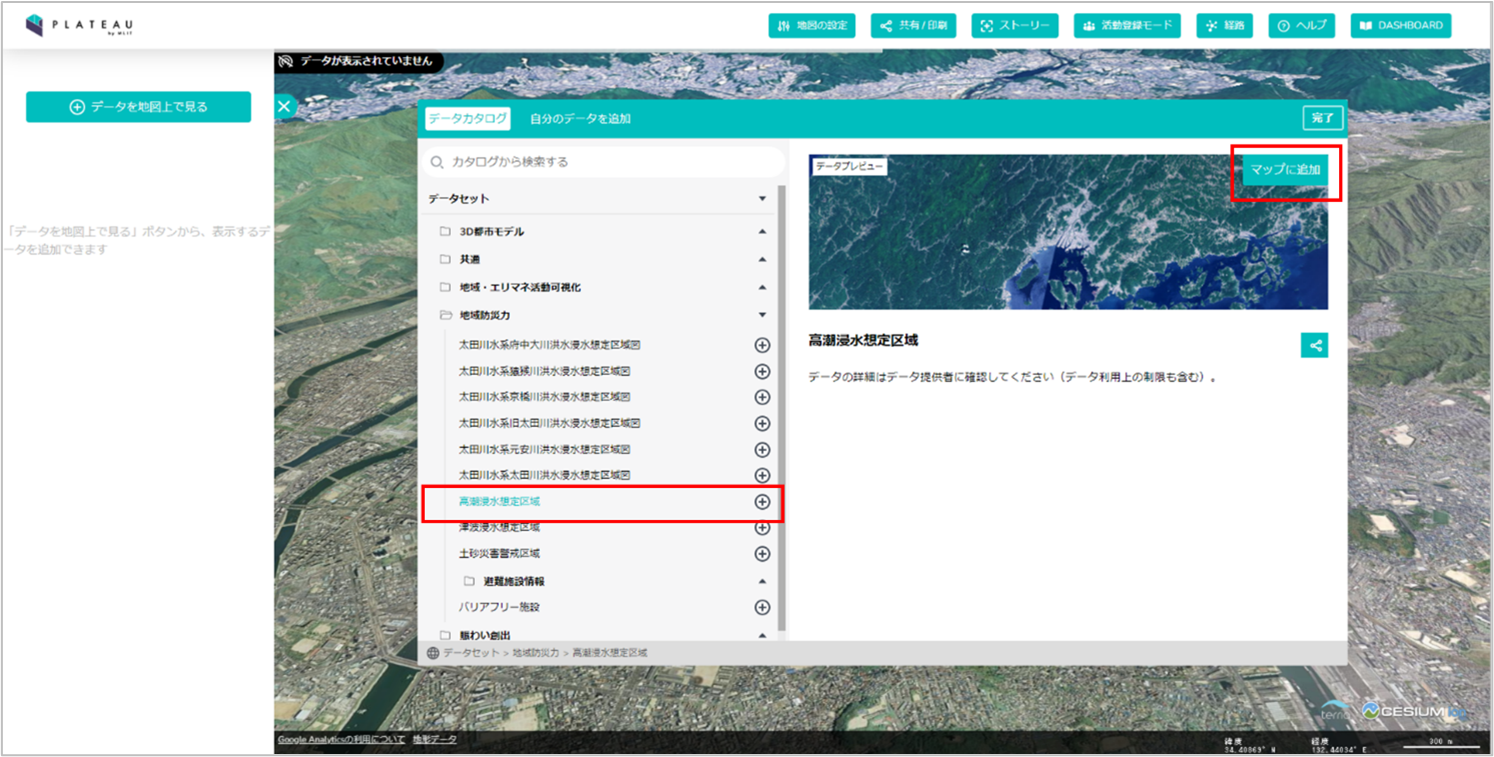 PLATEAU
by MLIT
地図の設定
共有/印刷
ストーリー
活動登録モード
経路
ヘルプ
DASHBOARD
データが表示されていません
データを地図上で見る
「データを地図上で見る」ボタンから、表示するデ
ータを追加できます
データカタログ
自分のデータを追加
完了
カタログから検索する
データセット
3D都市モデル
共通
地域・エリマネ活動可視化
地域防災力
太田川水系府中大川洪水浸水想定区域図
太田川水系猿猴川洪水浸水想定区域図
太田川水系京橋川洪水浸水想定区域図
太田川水系旧太田川洪水浸水想定区域図
太田川水系元安川洪水浸水想定区域図
太田川水系太田川洪水浸水想定区域図
高潮浸水想定区域
津波浸水想定区域
土砂災害警戒区域
避難施設情報
バリアフリー施設
賑わい創出
データセット > 地域防災力 > 高潮浸水想定区域
データプレビュー
マップに追加
高潮浸水想定区域
データの詳細はデータ提供者に確認してください（データ利用上の制限も含む）。
terria
CESIUM ion
Google Analyticsの利用について
地形データ
緯度
34.40869° N
経度
132.44034° E
300 m